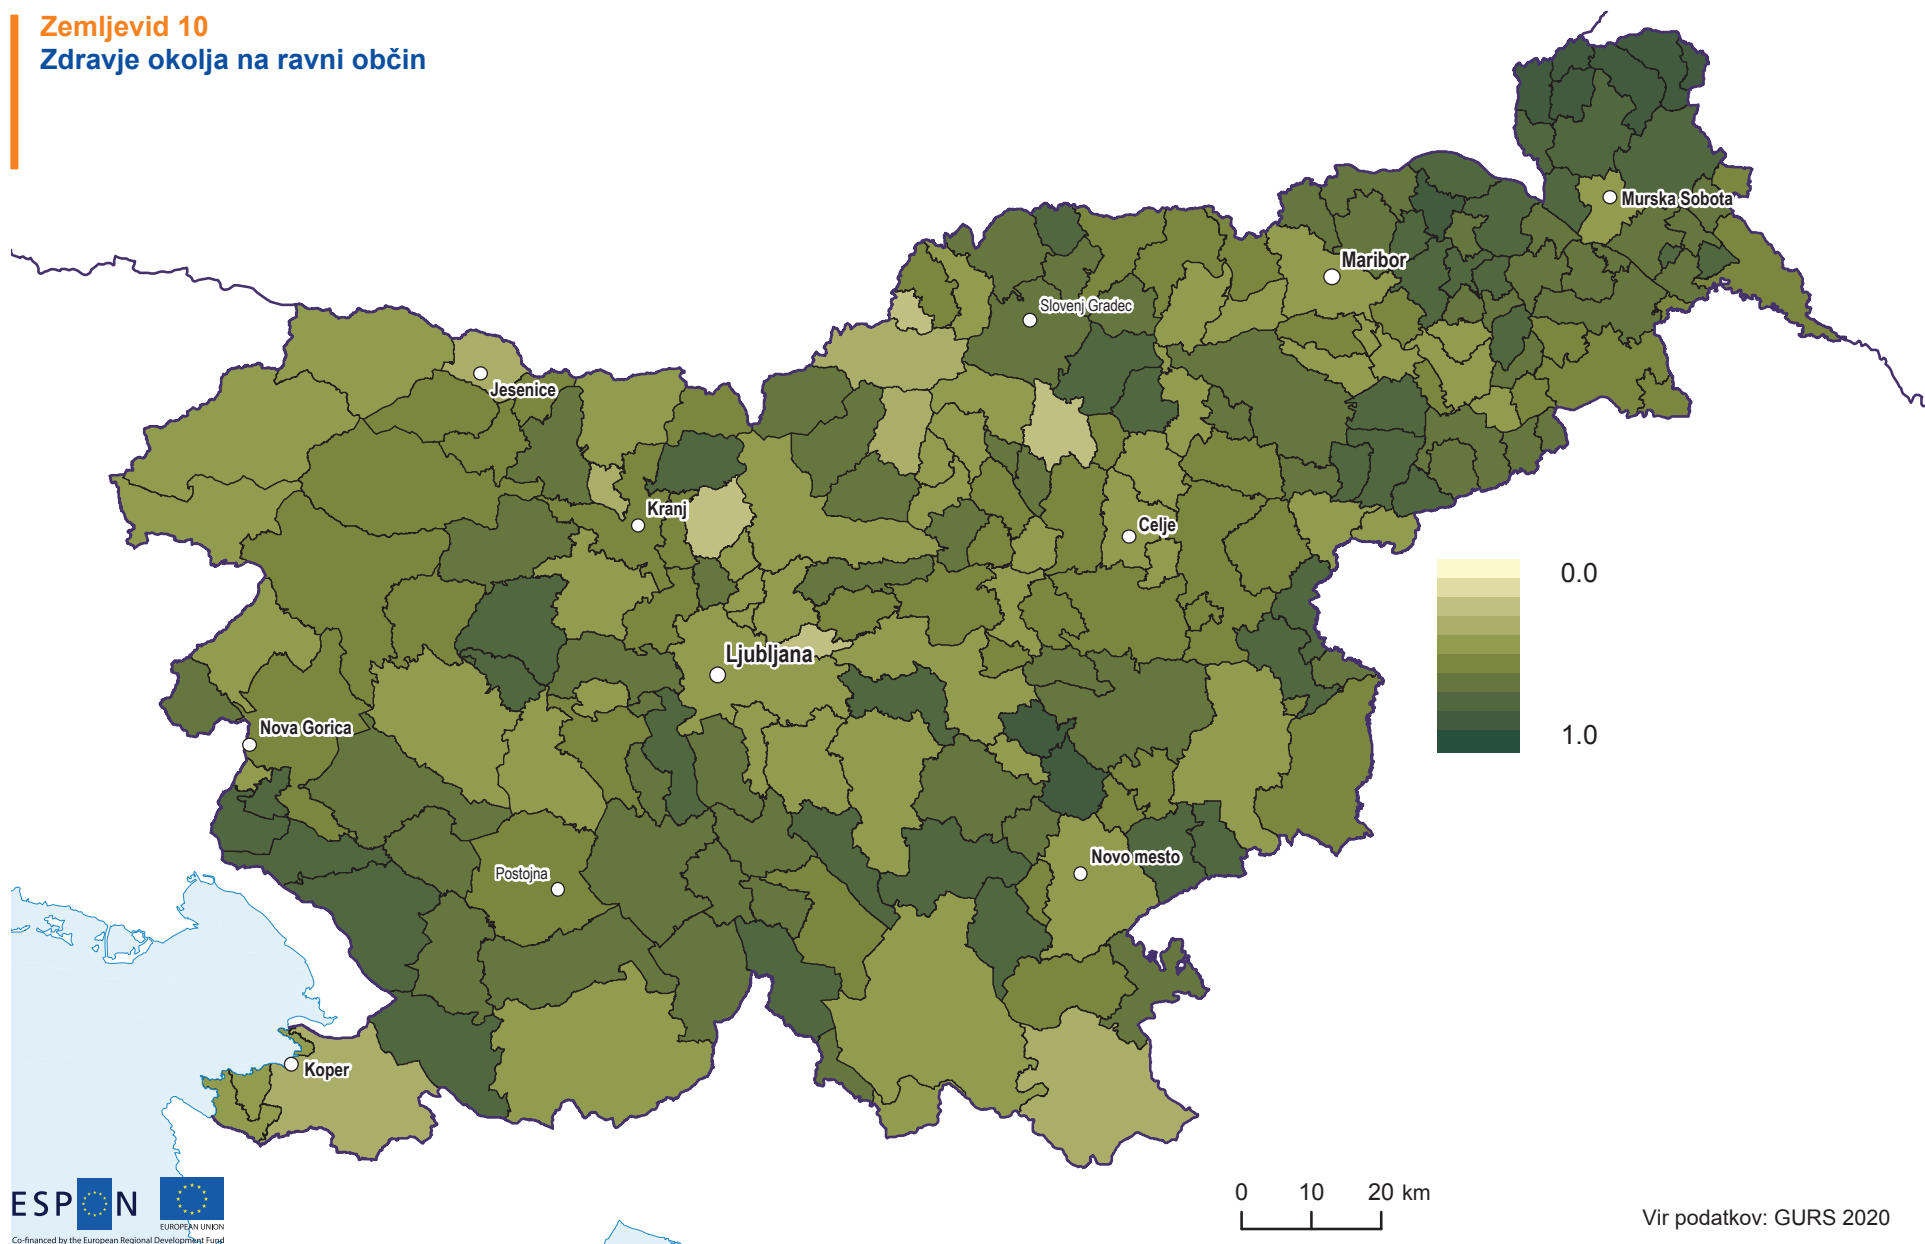 Zemljevid 10
Zdravje okolja na ravni občin
Murska Sobota
Maribor
Slovenj Gradec
Jesenice
Kranj
Celje
0.0
Ljubljana
Nova Gorica
1.0
Novo mesto
Postojna
Koper
ESPON
EUROPEAN UNION
Co-financed by the European Regional Development Fund
0 10 20 km
Vir podatkov: GURS 2020